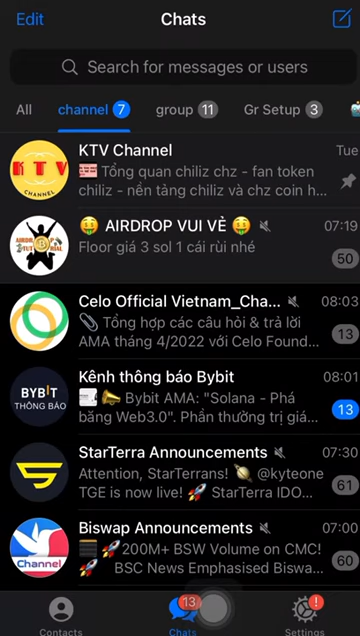 Edit
Chats
Search for messages or users
All
channel 7
group 11
Gr Setup 3
KTV
CHANNEL
KTV Channel
Tue
Tổng quan chiliz chz - fan token
chiliz - nền tảng chiliz và chz coin h...
🤑 AIRDROP VUI VẺ 🤑
07:19
Floor giá 3 sol 1 cái rùi nhé
50
Celo Official Vietnam_Cha...
08:03
📎 Tổng hợp các câu hỏi & trả lời
AMA tháng 4/2022 với Celo Found...
13
BYBIT
THÔNG BÁO
Kênh thông báo Bybit
08:01
📣 Bybit AMA: "Solana - Phá
băng Web3.0". Phần thưởng trị giá...
13
StarTerra Announcements
07:30
Attention, StarTerrans! 🪐 @kyteone
TGE is now live! 🚀 StarTerra IDO...
61
Channel
Biswap Announcements
07:00
🚀200M+ BSW Volume on CMC!
🚀 BSC News Emphasised Biswa...
60
13
!
Contacts
Chats
Settings